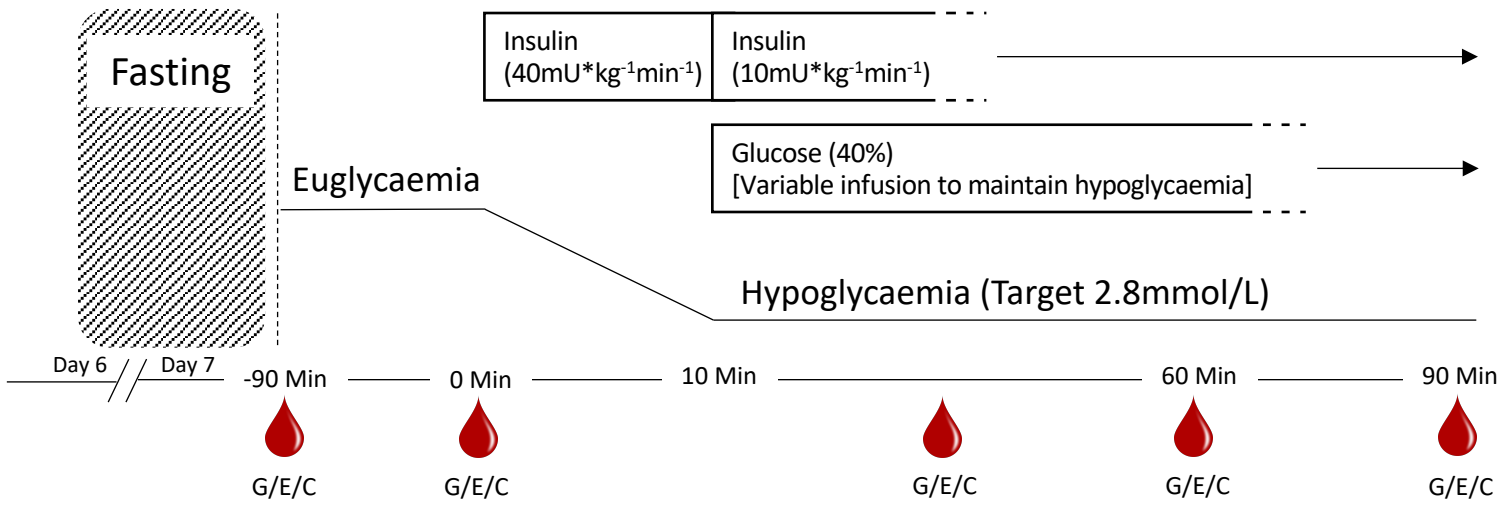 Fasting
Insulin
(40mU*kg⁻¹min⁻¹)
Insulin
(10mU*kg⁻¹min⁻¹)
Glucose (40%)
[Variable infusion to maintain hypoglycaemia]
Euglycaemia
Hypoglycaemia (Target 2.8mmol/L)
Day 6 Day 7 -90 Min 0 Min 10 Min 60 Min 90 Min
G/E/C G/E/C G/E/C G/E/C G/E/C